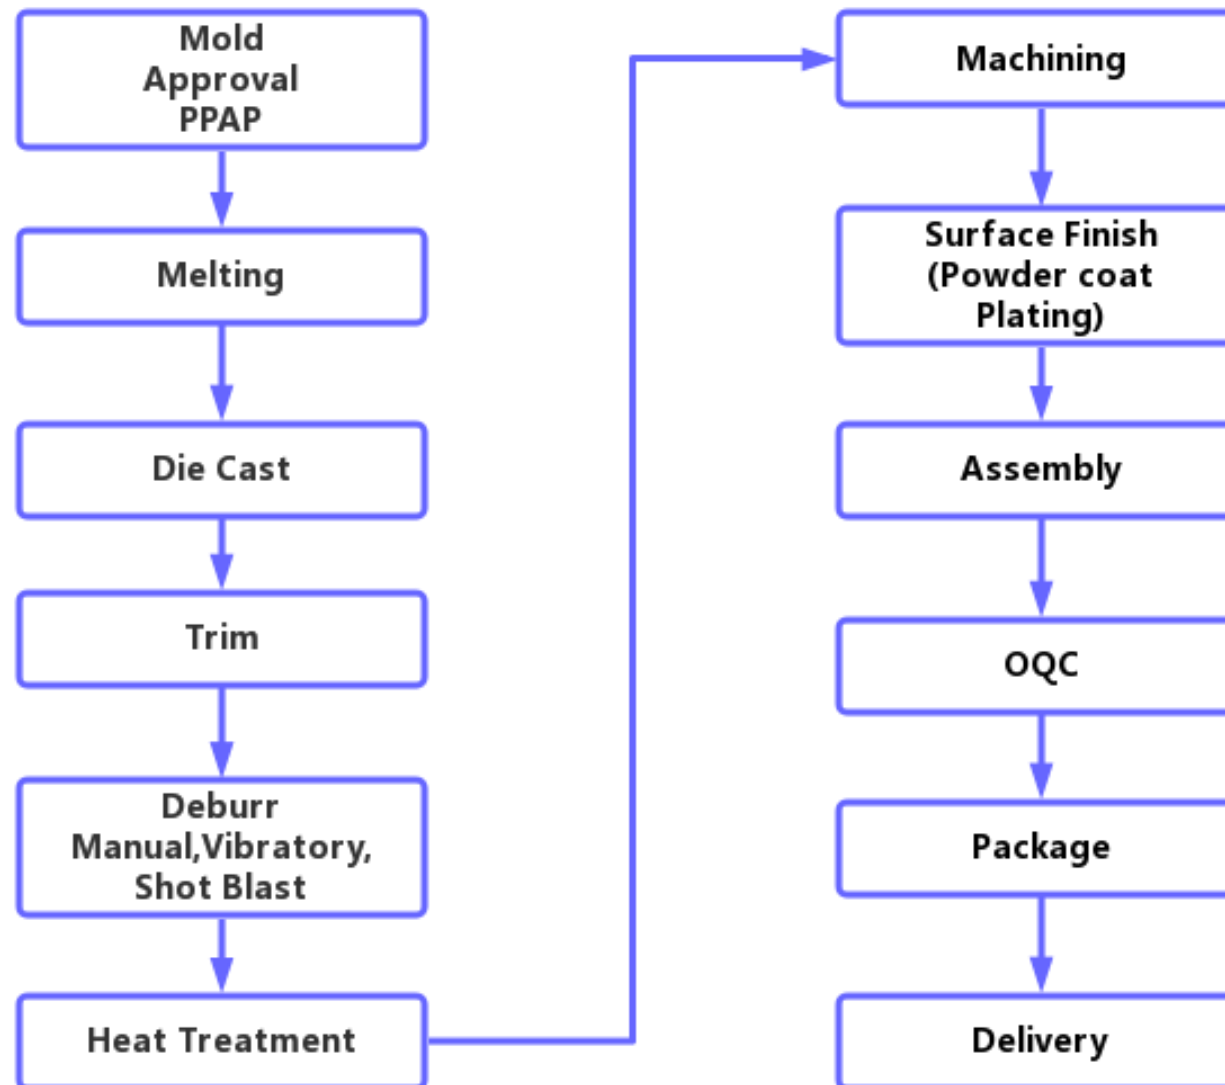 Mold
Approval
PPAP
Melting
Die Cast
Trim
Deburr
Manual,Vibratory,
Shot Blast
Heat Treatment
Machining
Surface Finish
(Powder coat
Plating)
Assembly
OQC
Package
Delivery